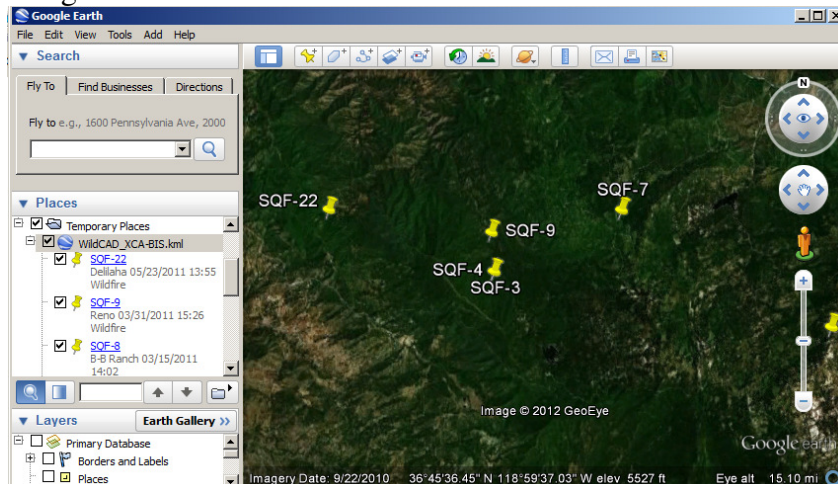 Google Earth
File Edit View Tools Add Help
Search
Fly To Find Businesses Directions
Fly to e.g., 1600 Pennsylvania Ave, 2000
Places
Temporary Places
WildCAD_XCA-BIS.kml
SQF-22
Delilaha 05/23/2011 13:55
Wildfire
SQF-9
Reno 03/31/2011 15:26
Wildfire
SQF-8
B-B Ranch 03/15/2011
14:02
Layers Earth Gallery >>
Primary Database
Borders and Labels
Places
N
SQF-22
SQF-7
SQF-9
SQF-4
SQF-3
Image © 2012 GeoEye
Google earth
Imagery Date: 9/22/2010 36°45'36.45" N 118°59'37.03" W elev 5527 ft Eye alt 15.10 mi